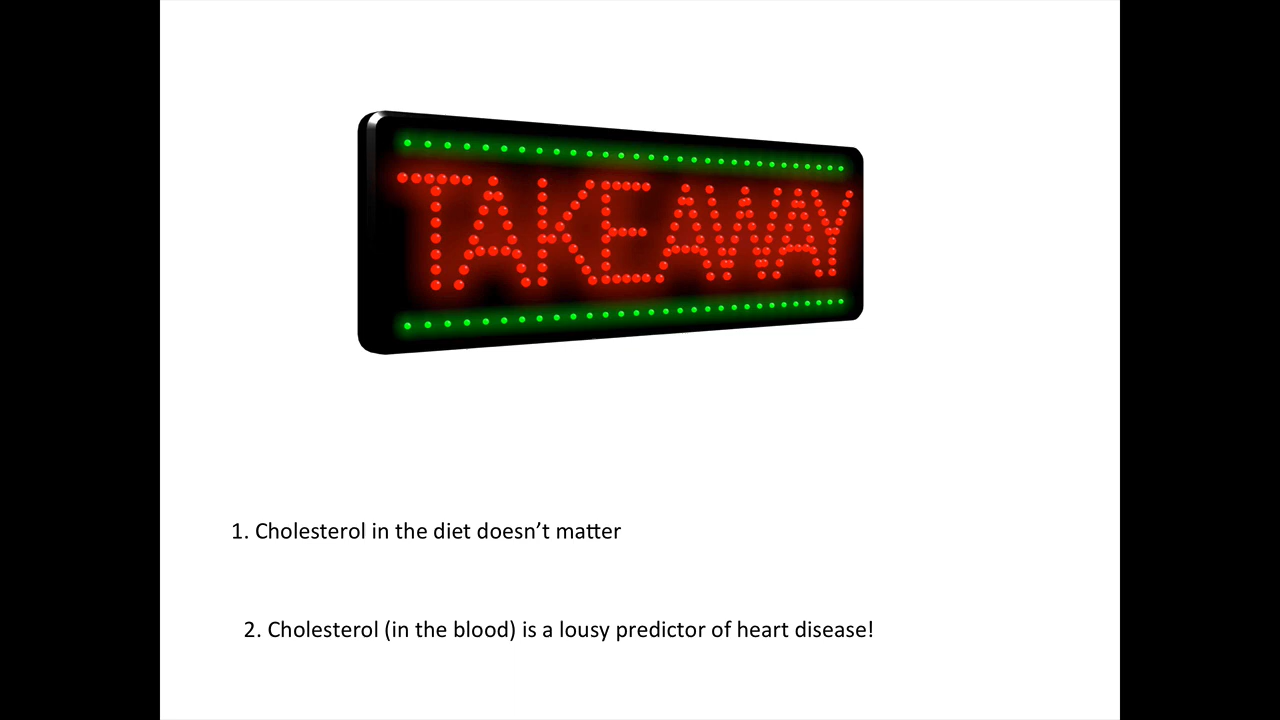 TAKEAWAY
1. Cholesterol in the diet doesn’t matter
2. Cholesterol (in the blood) is a lousy predictor of heart disease!